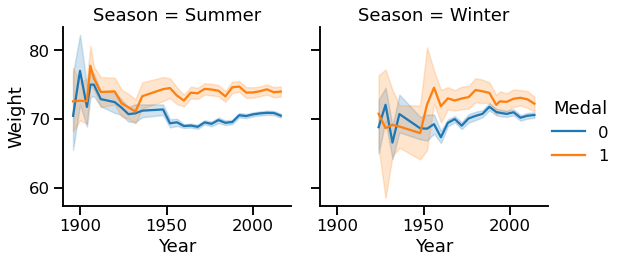 Season = Summer
Season = Winter
80
70
60
Weight
1900
1950
2000
Year
1900
1950
2000
Year
Medal
0
1